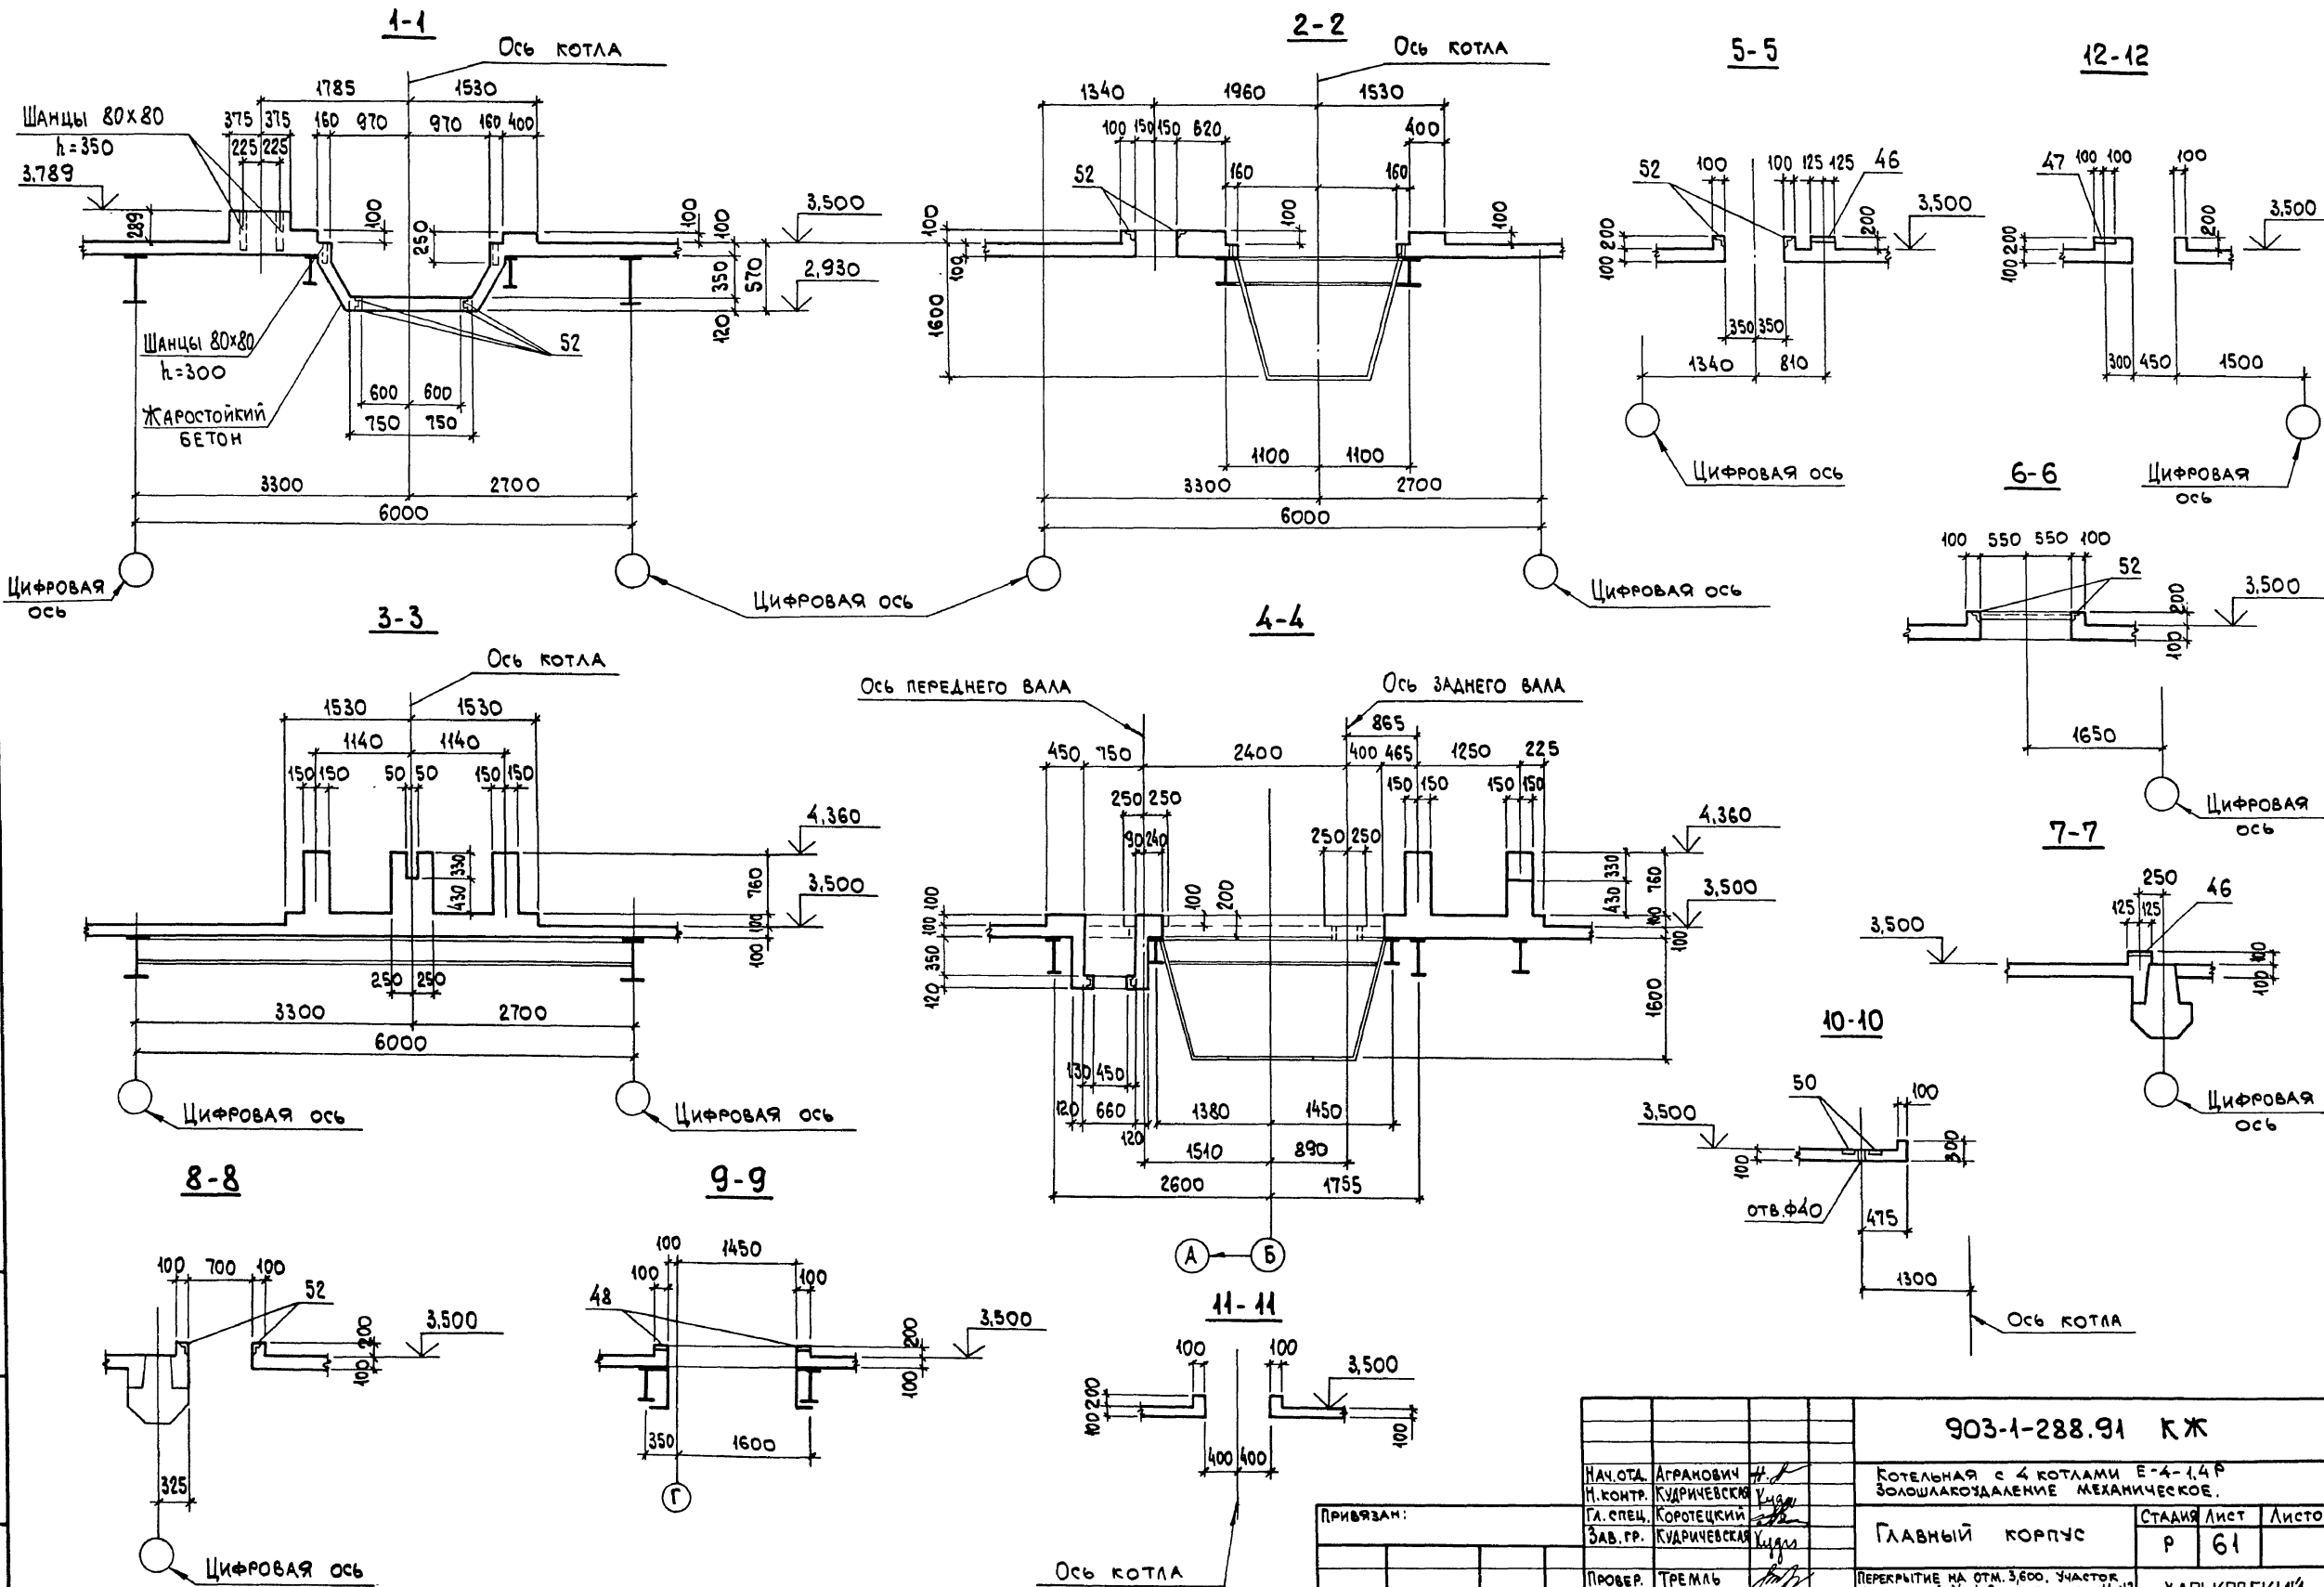 1-1
Ось котла
1785 1530
Шанцы 80х80
h=350
375 375 160 970 970 160 400
225 225
3,789
289
100
250
100 100
3,500
350
570
2,930
120
Шанцы 80х80
h=300
Жаростойкий
бетон
52
600 600
750 750
3300 2700
6000
Цифровая
ось
Цифровая ось
2-2
Ось котла
1340 1960 1530
100 150 150 820 400
52
160 160
100
100
100
100
1600
1100 1100
3300 2700
6000
Цифровая ось
5-5
52
100 100 125 125 46
200
100
200
3,500
350 350
1340 810
Цифровая ось
12-12
47 100 100 100
200
100
200
3,500
300 450 1500
Цифровая
ось
6-6
100 550 550 100
52
200
100
3,500
1650
Цифровая
ось
3-3
Ось котла
1530 1530
1140 1140
150 150 50 50 150 150
330
430
4,360
760
3,500
100
100
250 250
3300 2700
6000
Цифровая ось
Цифровая ось
4-4
Ось переднего вала
Ось заднего вала
865
450 750 2400 400 465 1250 225
150 150 150 150
250 250
90 240
250 250
4,360
330
760
430
3,500
100
100
100 100
350
120
100 200
1600
130 450
120 660 1380 1450
120
1510 890
2600 1755
А Б
7-7
250
46
125 125
3,500
100
100
Цифровая
ось
10-10
50
100
3,500
100
300
отв.ф40
475
1300
Ось котла
8-8
100 700 100
52
200
100
3,500
325
Цифровая ось
9-9
100 1450
100 100
48
200
100
3,500
350 1600
Г
11-11
100 100
3,500
200
100
100
400 400
Ось котла
903-1-288.91 КЖ
Котельная с 4 котлами Е-4-1,4Р
Золошлакоудаление механическое.
Нач.отд. Агранович
Н.контр. Кудричевская
Гл.спец. Коротецкий
Зав.гр. Кудричевская
Провер. Тремль
Привязан:
Главный корпус
Стадия Лист Листо
Р 61
Перекрытие на отм. 3,600. Участок